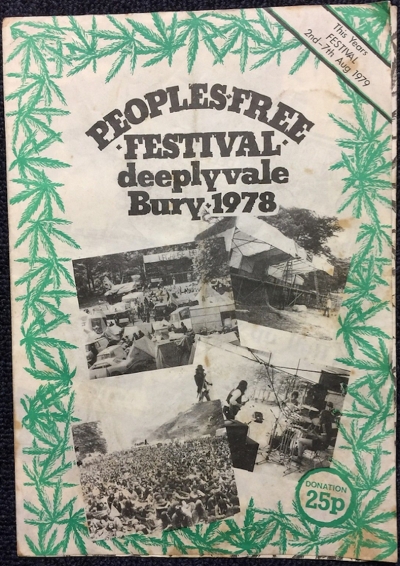 This Years
FESTIVAL
2nd-7th Aug 1979
PEOPLES·FREE
·FESTIVAL·
deeplyvale
Bury·1978
DONATION
25p